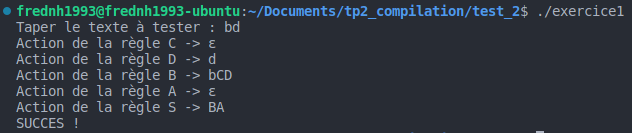 frednh1993@frednh1993-ubuntu:~/Documents/tp2_compilation/test_2$ ./exercice1
Taper le texte à tester : bd
Action de la règle C -> ε
Action de la règle D -> d
Action de la règle B -> bCD
Action de la règle A -> ε
Action de la règle S -> BA
SUCCES !